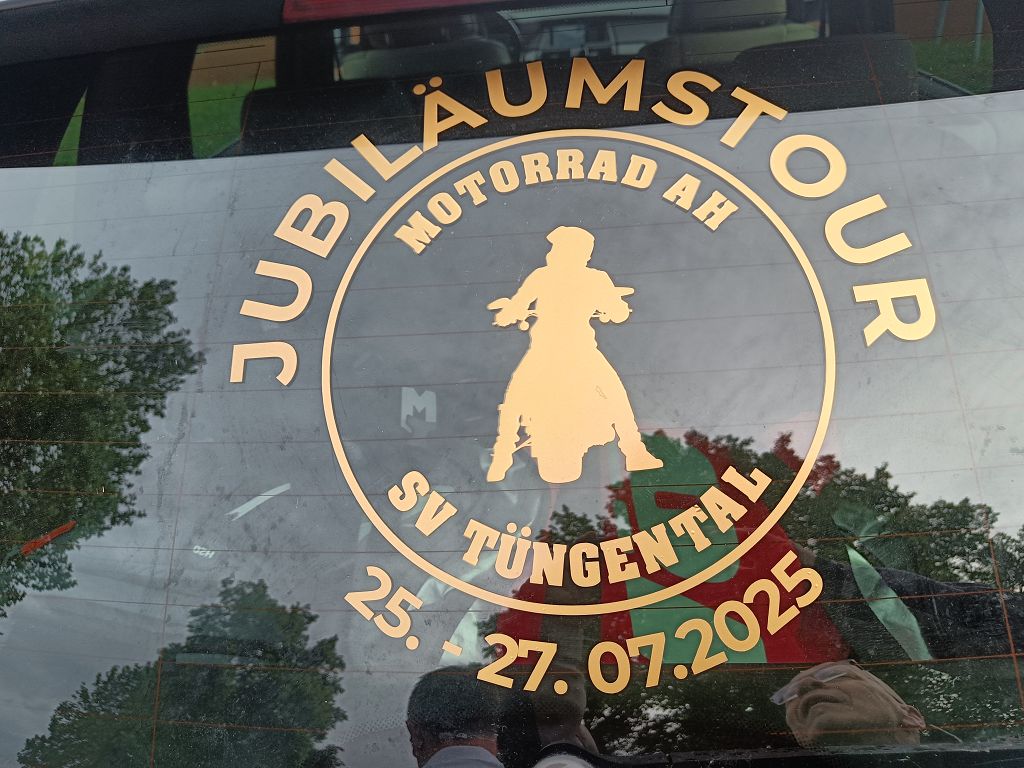 JUBILÄUMSTOUR
MOTORRAD AH
SV TÜNGENTAL
25. - 27. 07.2025